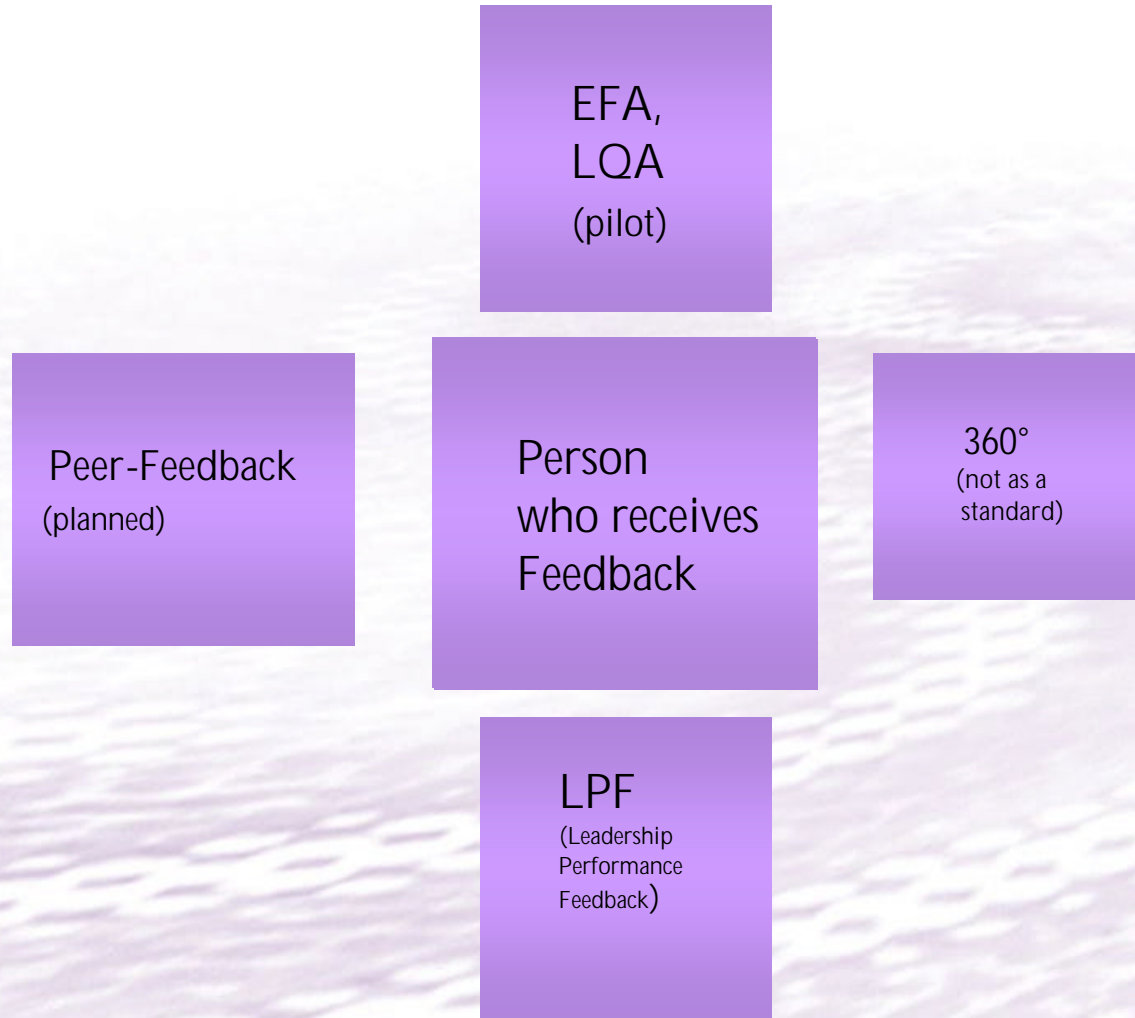 EFA,
LQA
(pilot)
Peer-Feedback
(planned)
Person
who receives
Feedback
360°
(not as a
standard)
LPF
(Leadership
Performance
Feedback)